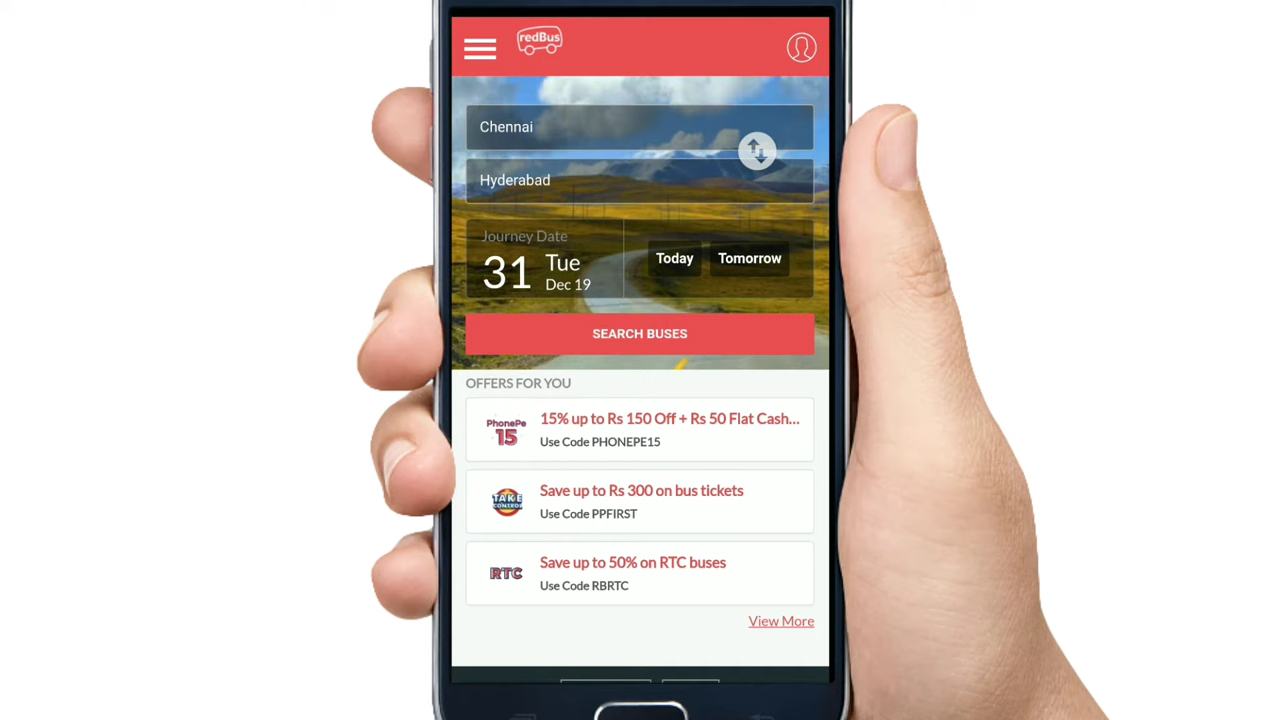 redBus
Chennai
Hyderabad
Journey Date
31
Tue
Dec 19
Today
Tomorrow
SEARCH BUSES
OFFERS FOR YOU
PhonePe
15
15% up to Rs 150 Off + Rs 50 Flat Cash...
Use Code PHONEPE15
TAKE
CONTROL
Save up to Rs 300 on bus tickets
Use Code PPFIRST
RTC
Save up to 50% on RTC buses
Use Code RBRTC
View More